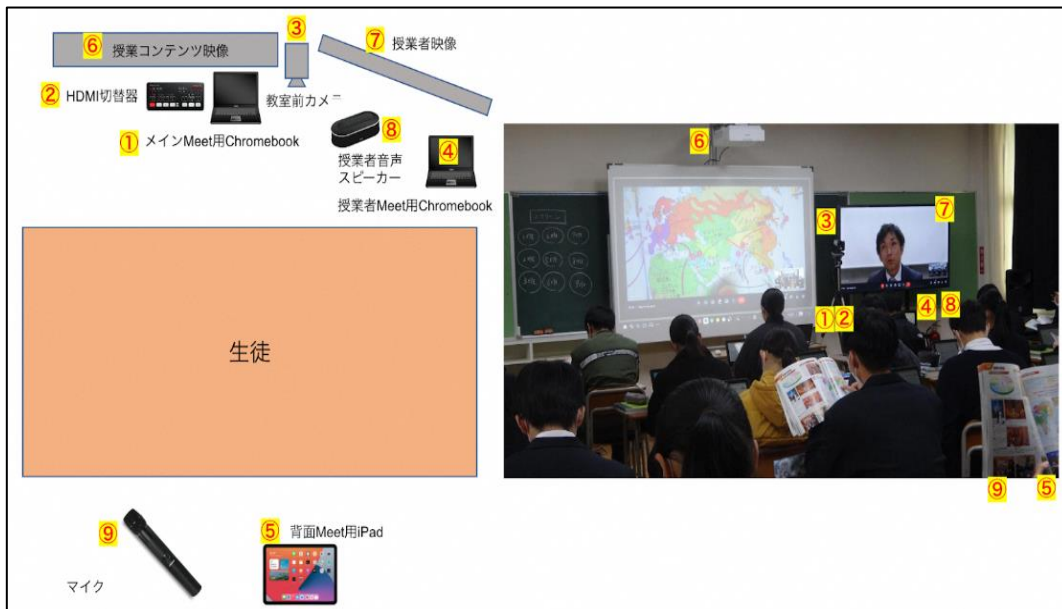 ③
⑥ 授業コンテンツ映像
⑦ 授業者映像
② HDMI切替器
教室前カメラ
① メインMeet用Chromebook
⑧
④
授業者音声
スピーカー
授業者Meet用Chromebook
生徒
⑨
マイク
⑤ 背面Meet用iPad
⑥
③
⑦
① ②
④ ⑧
⑨
⑤